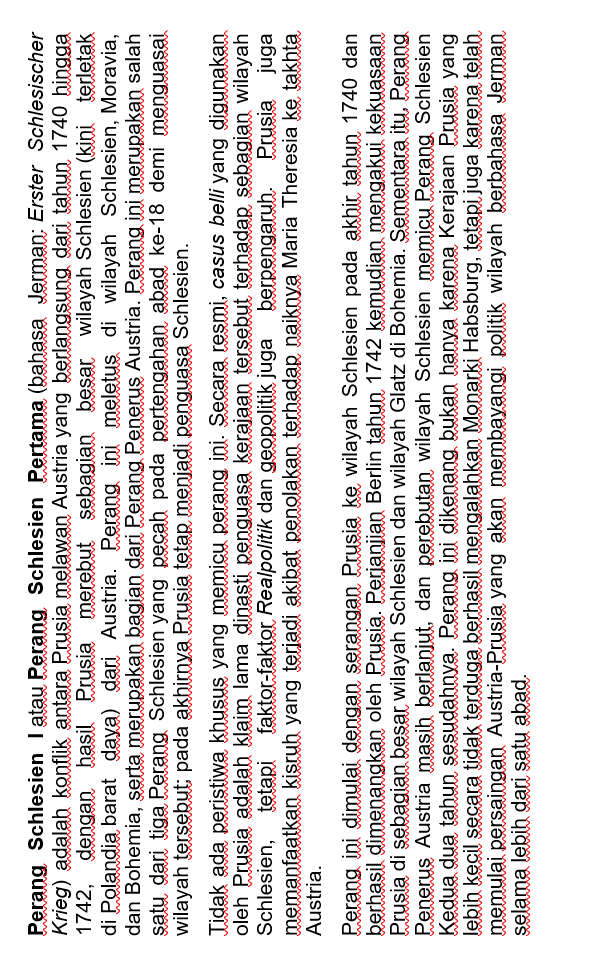 Perang Schlesien I atau Perang Schlesien Pertama (bahasa Jerman: Erster Schlesischer
Krieg) adalah konflik antara Prusia melawan Austria yang berlangsung dari tahun 1740 hingga
1742, dengan hasil Prusia merebut sebagian besar wilayah Schlesien (kini terletak
di Polandia barat daya) dari Austria. Perang ini meletus di wilayah Schlesien, Moravia,
dan Bohemia, serta merupakan bagian dari Perang Penerus Austria. Perang ini merupakan salah
satu dari tiga Perang Schlesien yang pecah pada pertengahan abad ke-18 demi menguasai
wilayah tersebut; pada akhirnya Prusia tetap menjadi penguasa Schlesien.
Tidak ada peristiwa khusus yang memicu perang ini. Secara resmi, casus belli yang digunakan
oleh Prusia adalah klaim lama dinasti penguasa kerajaan tersebut terhadap sebagian wilayah
Schlesien, tetapi faktor-faktor Realpolitik dan geopolitik juga berpengaruh. Prusia juga
memanfaatkan kisruh yang terjadi akibat penolakan terhadap naiknya Maria Theresia ke takhta
Austria.
Perang ini dimulai dengan serangan Prusia ke wilayah Schlesien pada akhir tahun 1740 dan
berhasil dimenangkan oleh Prusia. Perjanjian Berlin tahun 1742 kemudian mengakui kekuasaan
Prusia di sebagian besar wilayah Schlesien dan wilayah Glatz di Bohemia. Sementara itu, Perang
Penerus Austria masih berlanjut, dan perebutan wilayah Schlesien memicu Perang Schlesien
Kedua dua tahun sesudahnya. Perang ini dikenang bukan hanya karena Kerajaan Prusia yang
lebih kecil secara tidak terduga berhasil mengalahkan Monarki Habsburg, tetapi juga karena telah
memulai persaingan Austria-Prusia yang akan membayangi politik wilayah berbahasa Jerman
selama lebih dari satu abad.